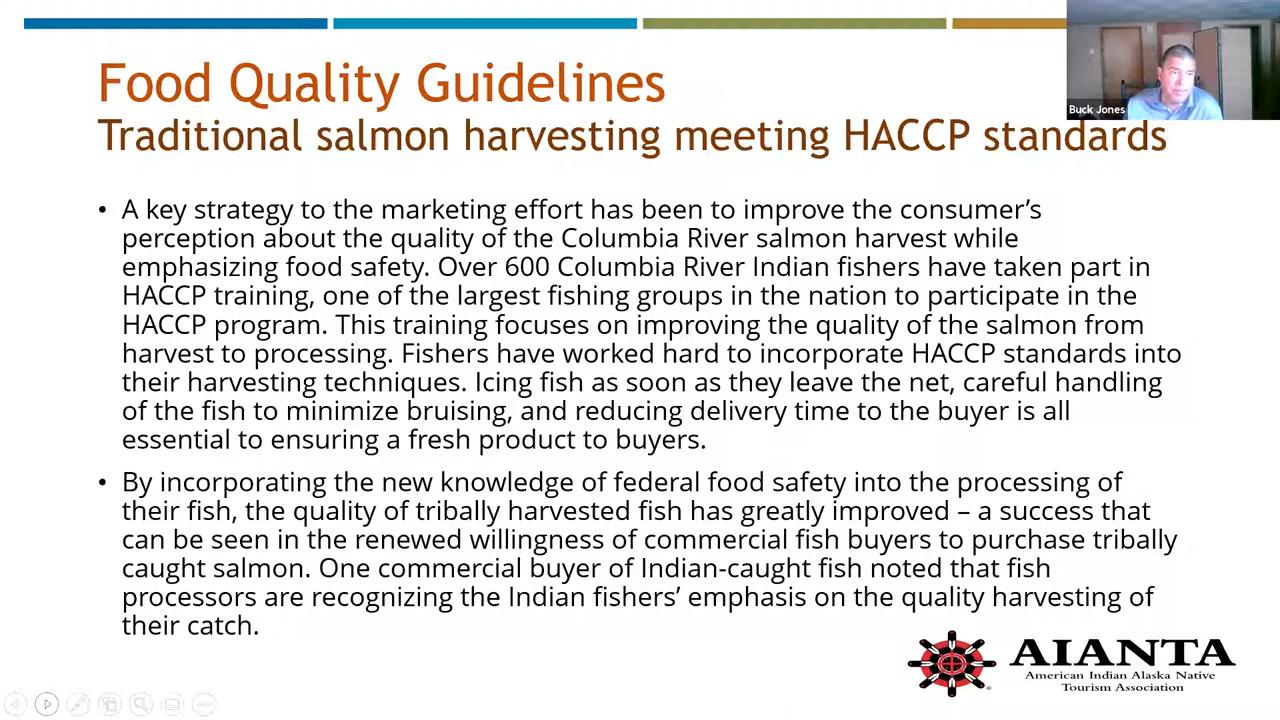 Food Quality Guidelines
Buck Jones
Traditional salmon harvesting meeting HACCP standards
• A key strategy to the marketing effort has been to improve the consumer’s
perception about the quality of the Columbia River salmon harvest while
emphasizing food safety. Over 600 Columbia River Indian fishers have taken part in
HACCP training, one of the largest fishing groups in the nation to participate in the
HACCP program. This training focuses on improving the quality of the salmon from
harvest to processing. Fishers have worked hard to incorporate HACCP standards into
their harvesting techniques. Icing fish as soon as they leave the net, careful handling
of the fish to minimize bruising, and reducing delivery time to the buyer is all
essential to ensuring a fresh product to buyers.
• By incorporating the new knowledge of federal food safety into the processing of
their fish, the quality of tribally harvested fish has greatly improved – a success that
can be seen in the renewed willingness of commercial fish buyers to purchase tribally
caught salmon. One commercial buyer of Indian-caught fish noted that fish
processors are recognizing the Indian fishers’ emphasis on the quality harvesting of
their catch.
AIANTA
American Indian Alaska Native
Tourism Association